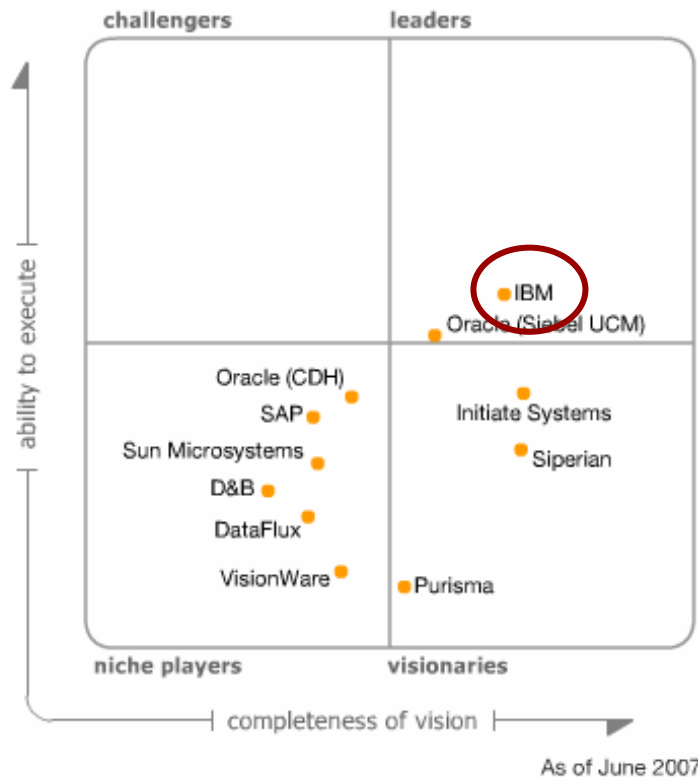 challengers
leaders
ability to execute
IBM
Oracle (Siebel UCM)
Oracle (CDH)
SAP
Initiate Systems
Sun Microsystems
Siperian
D&B
DataFlux
VisionWare
Purisma
niche players
visionaries
completeness of vision
As of June 2007